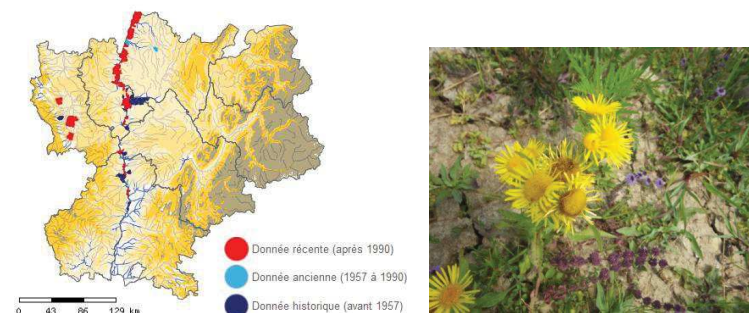 Donnée récente (après 1990)
Donnée ancienne (1957 à 1990)
Donnée historique (avant 1957)
0 43 86 129 km